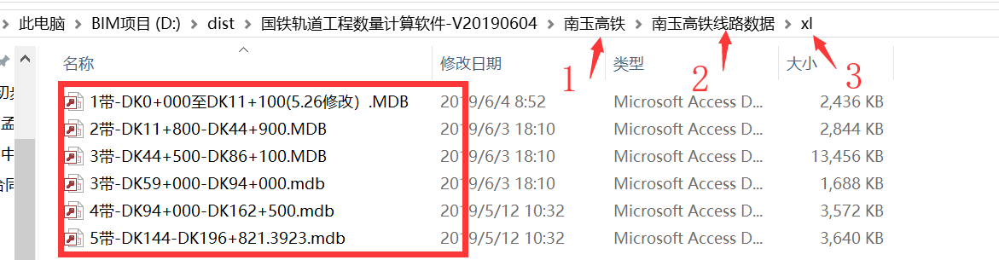 此电脑 > BIM项目 (D:) > dist > 国铁轨道工程数量计算软件-V20190604 > 南玉高铁 > 南玉高铁线路数据 > xl
名称 修改日期 类型 大小
1 2 3
1带-DK0+000至DK11+100(5.26修改）.MDB 2019/6/4 8:52 Microsoft Access D... 2,436 KB
2带-DK11+800-DK44+900.MDB 2019/6/3 18:10 Microsoft Access D... 2,844 KB
3带-DK44+500-DK86+100.MDB 2019/6/3 18:10 Microsoft Access D... 13,456 KB
3带-DK59+000-DK94+000.mdb 2019/6/3 18:10 Microsoft Access D... 1,688 KB
4带-DK94+000-DK162+500.mdb 2019/5/12 10:32 Microsoft Access D... 3,572 KB
5带-DK144-DK196+821.3923.mdb 2019/5/12 10:32 Microsoft Access D... 3,640 KB